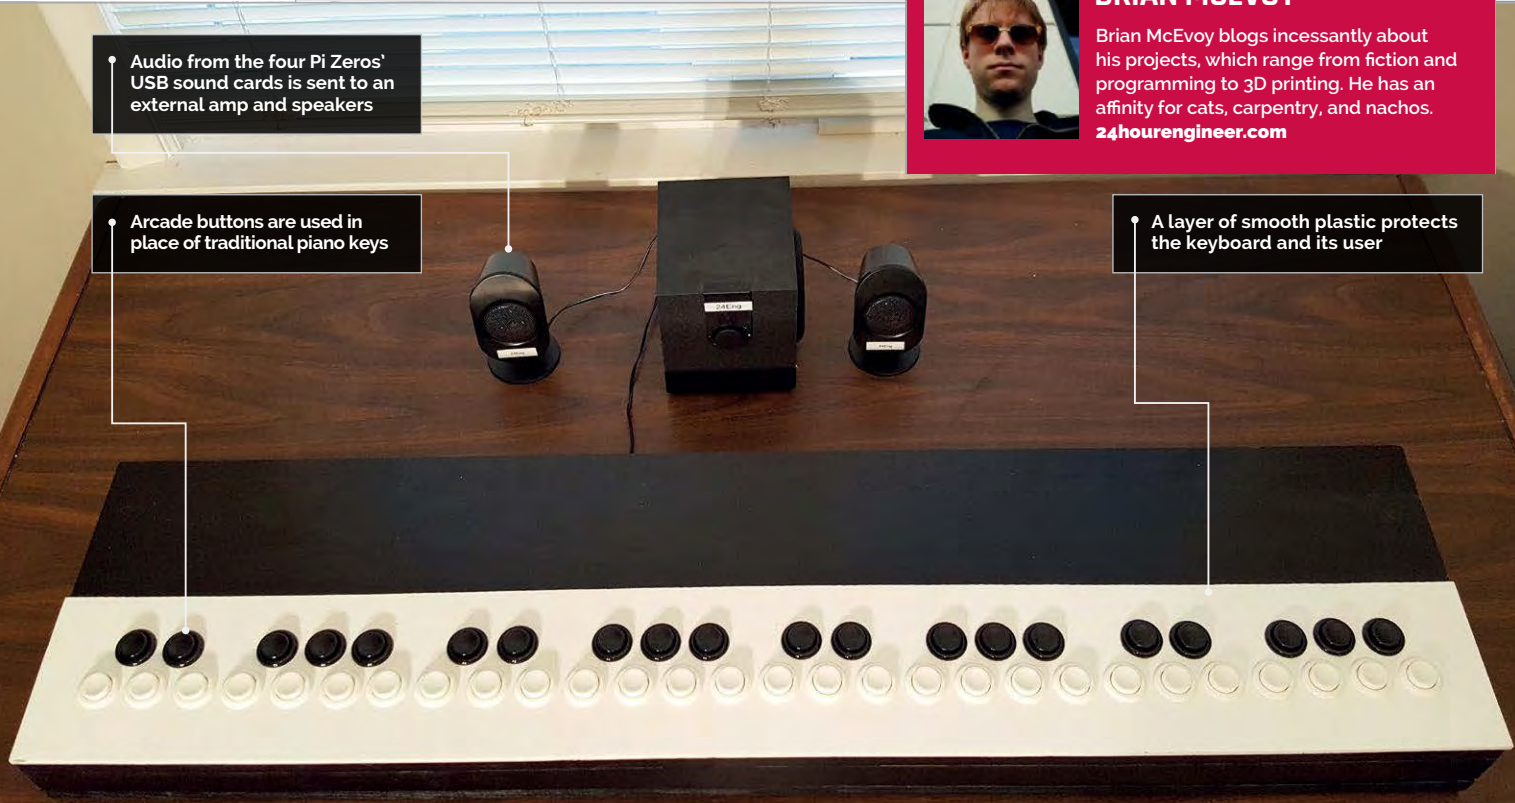 BRIAN MCEVOY
Brian McEvoy blogs incessantly about
his projects, which range from fiction and
programming to 3D printing. He has an
affinity for cats, carpentry, and nachos.
24hourengineer.com
Audio from the four Pi Zeros'
USB sound cards is sent to an
external amp and speakers
Arcade buttons are used in
place of traditional piano keys
A layer of smooth plastic protects
the keyboard and its user
24Eng